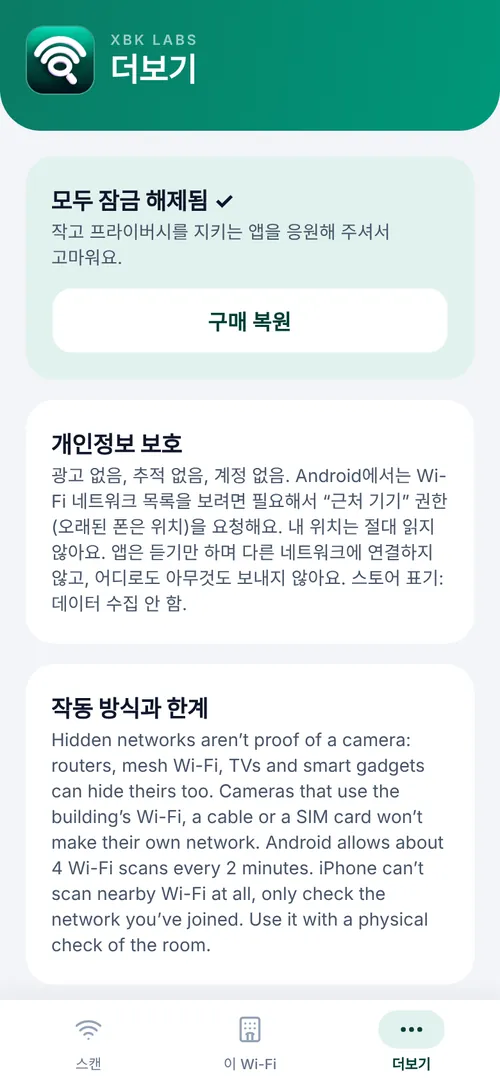 XBK LABS
더보기
모두 잠금 해제됨 ✓
작고 프라이버시를 지키는 앱을 응원해 주셔서
고마워요.
구매 복원
개인정보 보호
광고 없음, 추적 없음, 계정 없음. Android에서는 Wi-
Fi 네트워크 목록을 보려면 필요해서 “근처 기기” 권한
(오래된 폰은 위치)을 요청해요. 내 위치는 절대 읽지
않아요. 앱은 듣기만 하며 다른 네트워크에 연결하지
않고, 어디로도 아무것도 보내지 않아요. 스토어 표기:
데이터 수집 안 함.
작동 방식과 한계
Hidden networks aren’t proof of a camera:
routers, mesh Wi-Fi, TVs and smart gadgets
can hide theirs too. Cameras that use the
building’s Wi-Fi, a cable or a SIM card won’t
make their own network. Android allows about
4 Wi-Fi scans every 2 minutes. iPhone can’t
scan nearby Wi-Fi at all, only check the
network you’ve joined. Use it with a physical
check of the room.
스캔
이 Wi-Fi
더보기